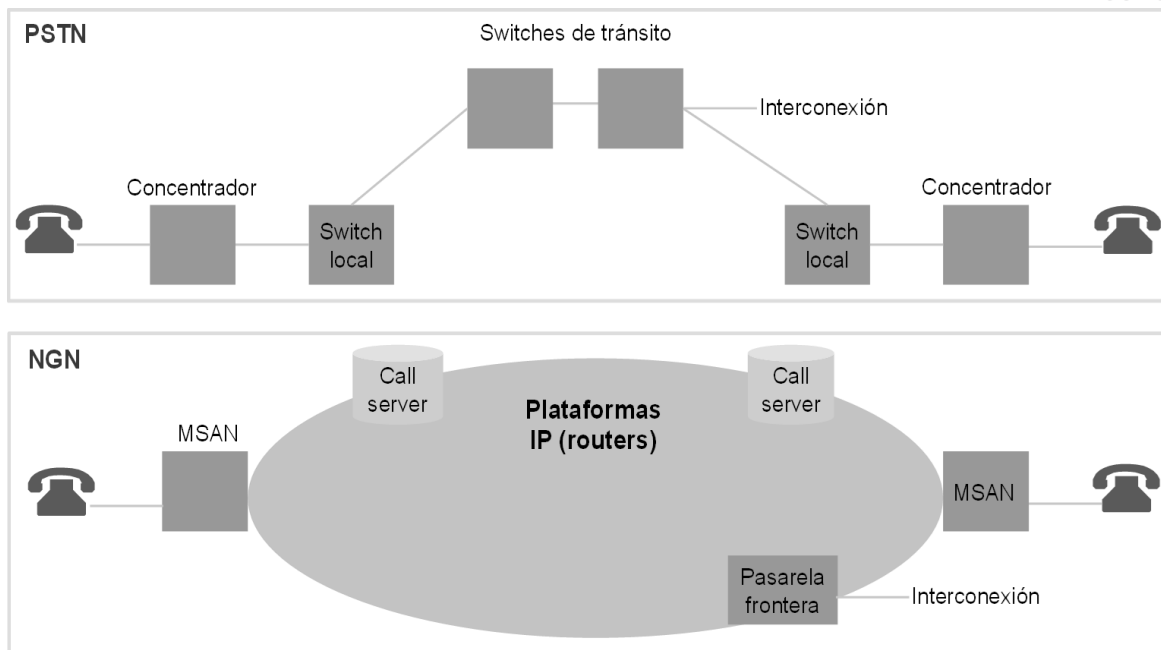 PSTN
Switches de tránsito
Interconexión
Concentrador
Concentrador
Switch
local
Switch
local
NGN
Call
server
Call
server
Plataformas
IP (routers)
MSAN
MSAN
Pasarela
frontera
Interconexión